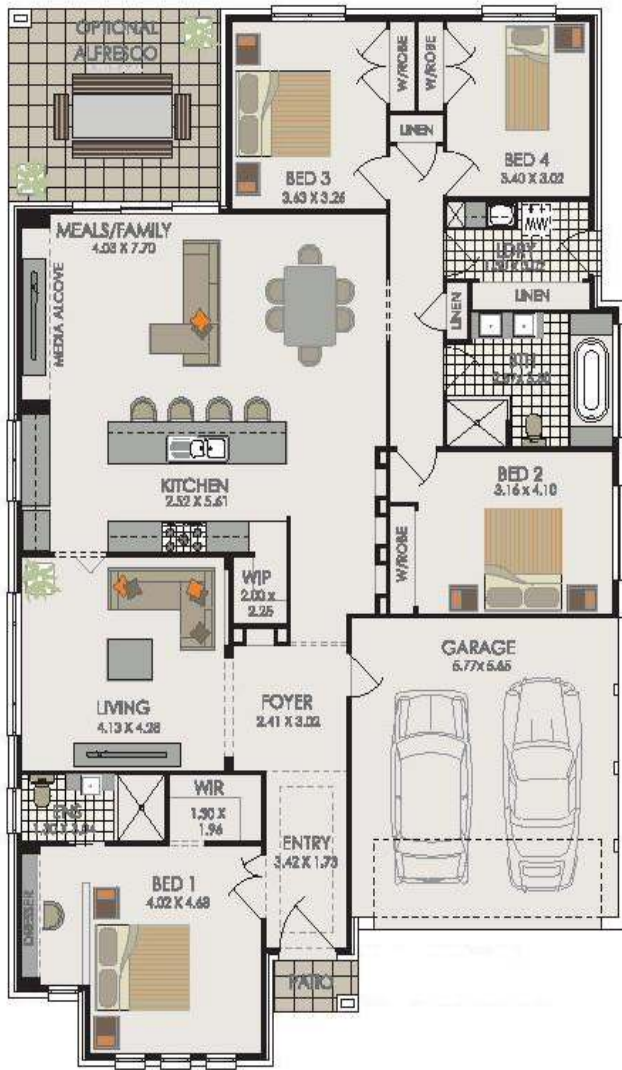 OPTIONAL
ALFRESCO
W/ROBE
W/ROBE
LINEN
BED 3
3.63 X 3.25
BED 4
3.40 X 3.02
MEALS/FAMILY
4.03 X 7.70
MEDIA ALCOVE
LDRY
LINEN
LINEN
BTH
KITCHEN
2.52 X 5.61
BED 2
3.16 X 4.10
W/ROBE
WIP
2.00 X
2.25
GARAGE
5.77 X 5.65
LIVING
4.13 X 4.28
FOYER
2.41 X 3.02
ENS
WIR
1.50 X
1.96
ENTRY
3.42 X 1.73
BED 1
4.02 X 4.68
DRESSER
PATIO